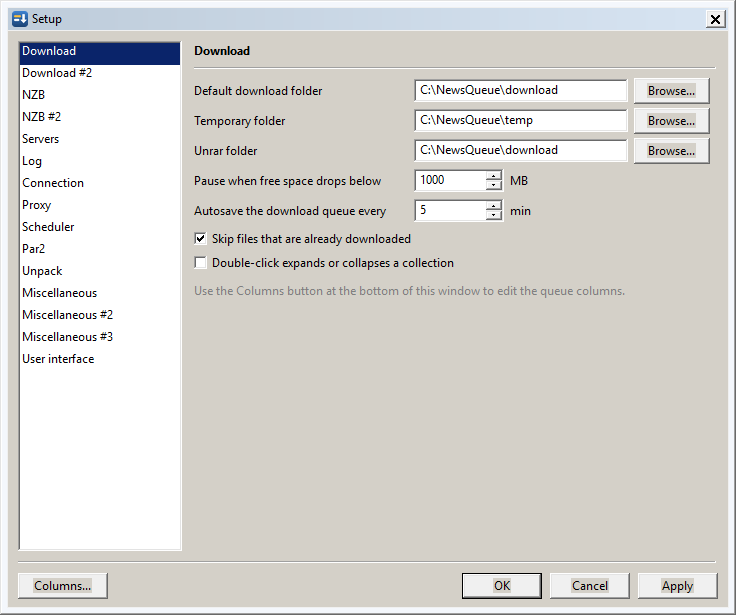 Setup
Download
Download #2
NZB
NZB #2
Servers
Log
Connection
Proxy
Scheduler
Par2
Unpack
Miscellaneous
Miscellaneous #2
Miscellaneous #3
User interface
Download
Default download folder C:\NewsQueue\download Browse...
Temporary folder C:\NewsQueue\temp Browse...
Unrar folder C:\NewsQueue\download Browse...
Pause when free space drops below 1000 MB
Autosave the download queue every 5 min
Skip files that are already downloaded
Double-click expands or collapses a collection
Use the Columns button at the bottom of this window to edit the queue columns.
Columns... OK Cancel Apply